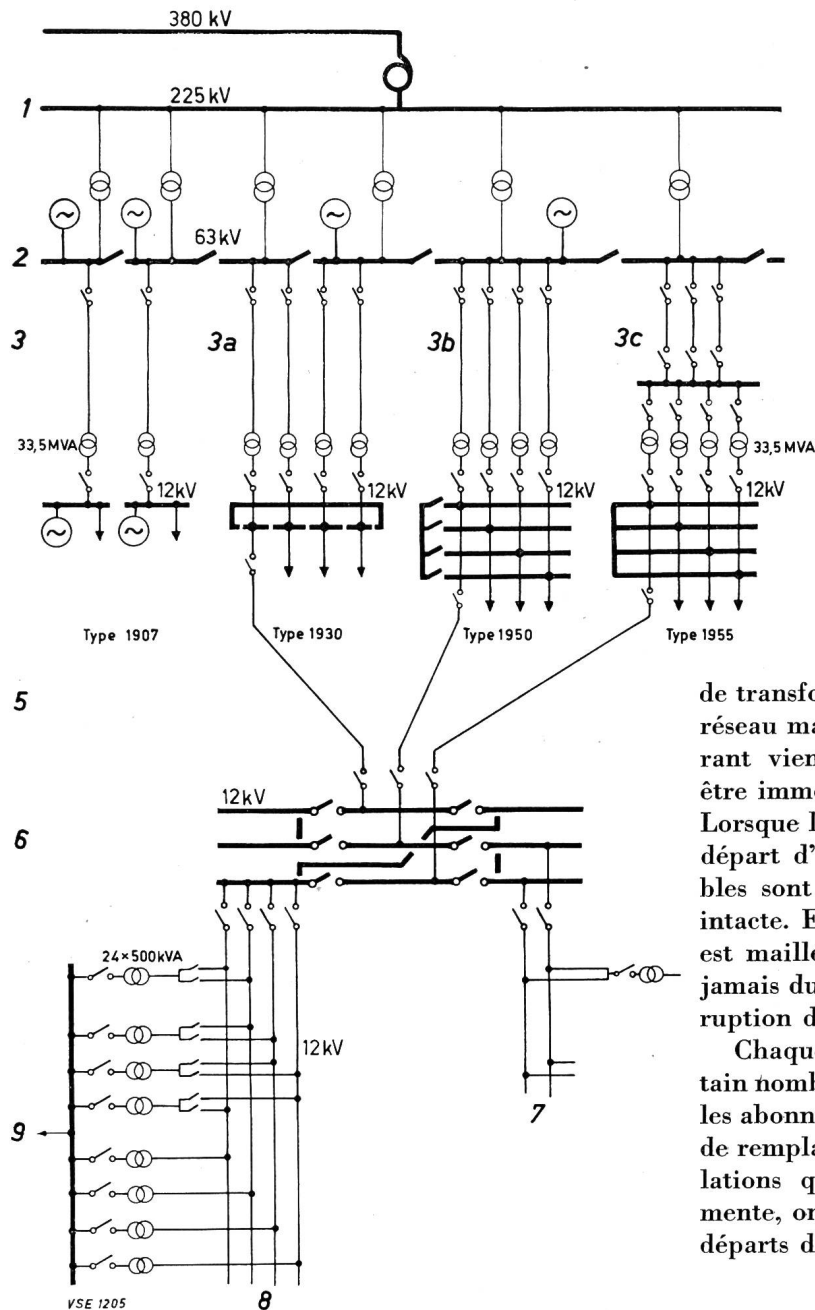 380 kV
1
225 kV
63 kV
2
3
3a
3b
3c
33,5 MVA
12 kV
12 kV
12 kV
33,5 MVA
12 kV
Type 1907
Type 1930
Type 1950
Type 1955
5
12 kV
6
24 × 500 kVA
12 kV
7
9
8
VSE 1205
de transfo
réseau ma
rant vien
être immé
Lorsque l
départ d'
bles sont
intacte. E
est maille
jamais du
ruption d
Chaque
tain nomb
les abonn
de rempla
lations q
mente, on
départs d